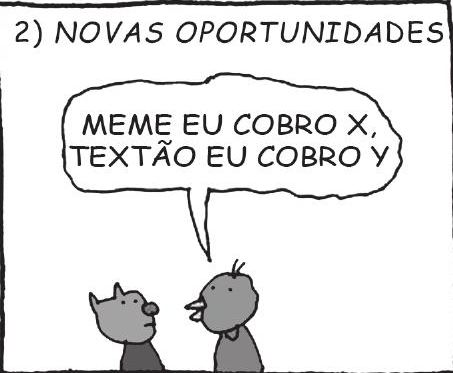 2) NOVAS OPORTUNIDADES
MEME EU COBRO X,
TEXTÃO EU COBRO Y